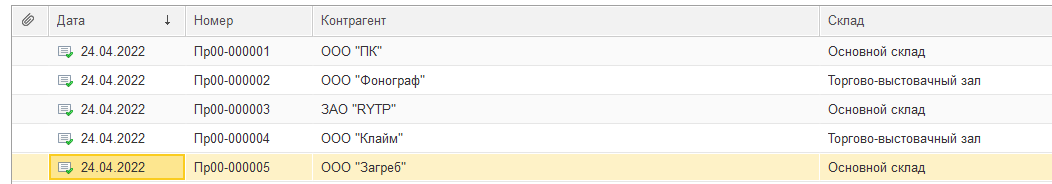 Дата ↓ Номер Контрагент Склад
24.04.2022 Пр00-000001 ООО "ПК" Основной склад
24.04.2022 Пр00-000002 ООО "Фонограф" Торгово-выстовачный зал
24.04.2022 Пр00-000003 ЗАО "RYTP" Основной склад
24.04.2022 Пр00-000004 ООО "Клайм" Торгово-выстовачный зал
24.04.2022 Пр00-000005 ООО "Загреб" Основной склад